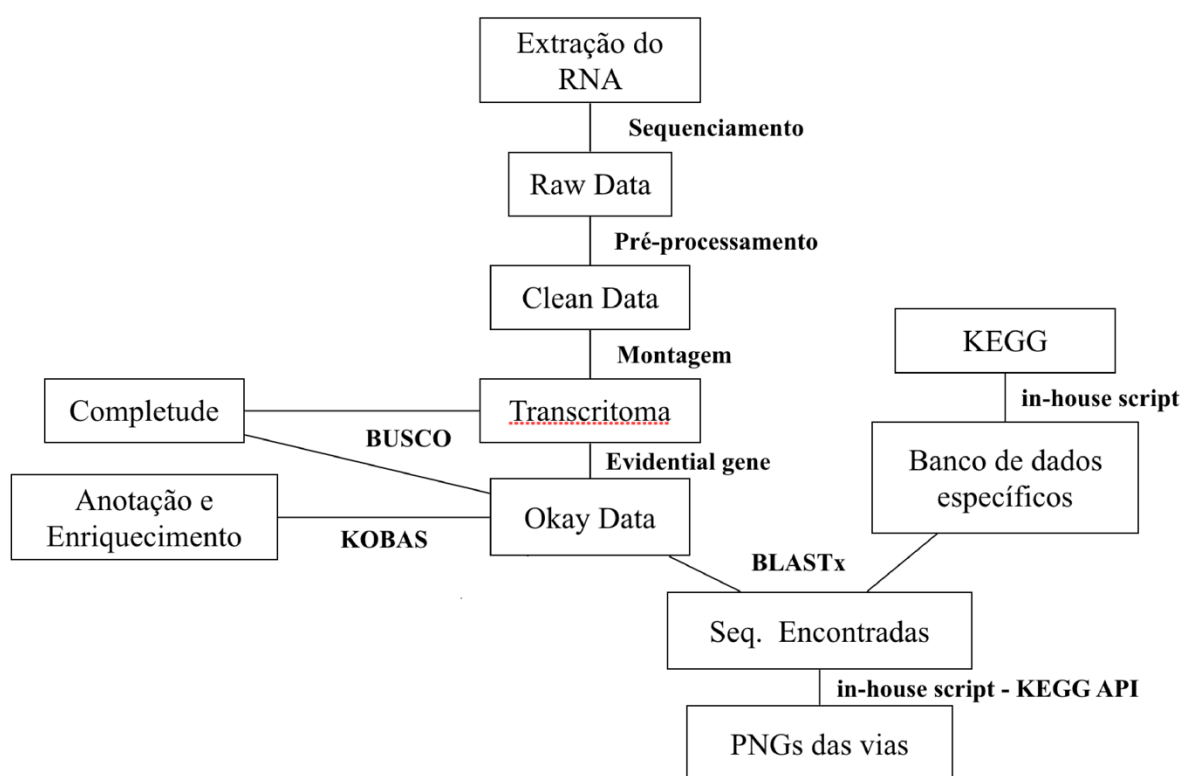 Extração do
RNA
Sequenciamento
Raw Data
Pré-processamento
Clean Data
KEGG
Montagem
in-house script
Completude
Transcritoma
BUSCO
Evidential gene
Banco de dados
específicos
Anotação e
Enriquecimento
KOBAS
Okay Data
BLASTx
Seq. Encontradas
in-house script - KEGG API
PNGs das vias